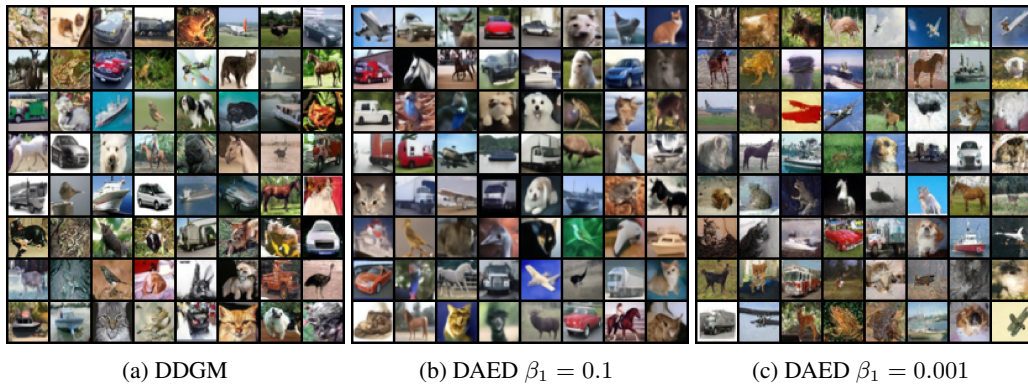 (a) DDGM
(b) DAED β₁ = 0.1
(c) DAED β₁ = 0.001